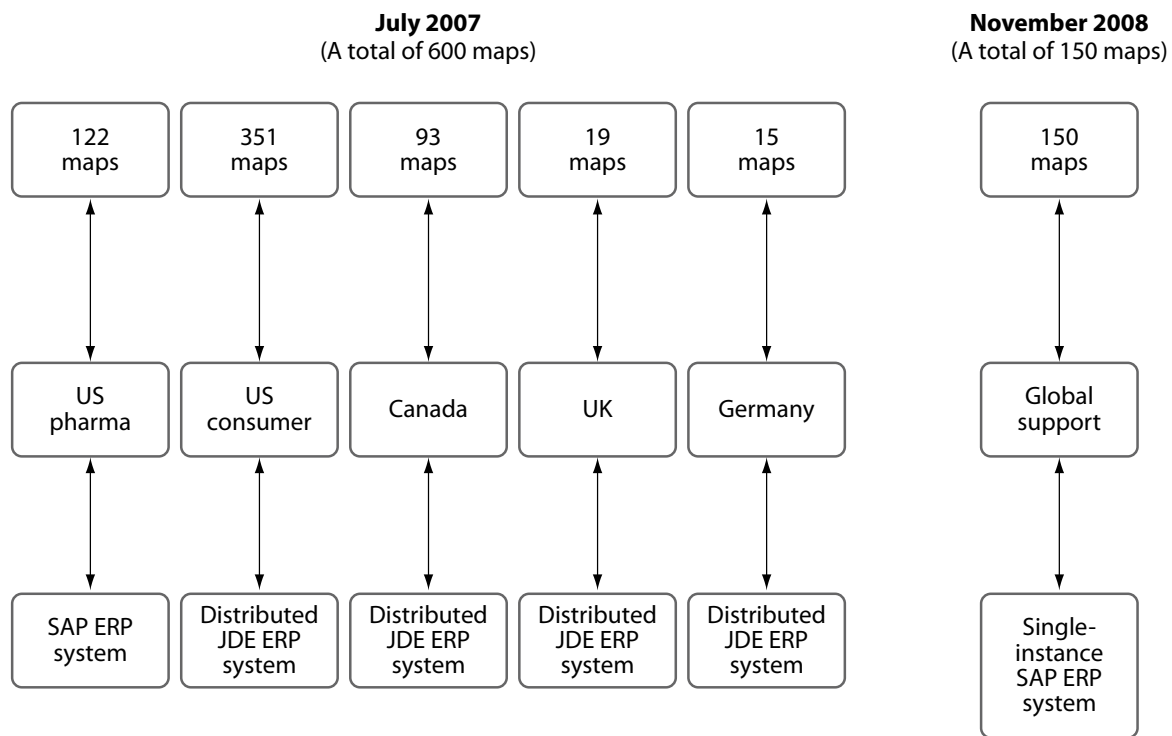 July 2007
(A total of 600 maps)
November 2008
(A total of 150 maps)
122
maps
351
maps
93
maps
19
maps
15
maps
150
maps
US
pharma
US
consumer
Canada
UK
Germany
Global
support
SAP ERP
system
Distributed
JDE ERP
system
Distributed
JDE ERP
system
Distributed
JDE ERP
system
Distributed
JDE ERP
system
Single-
instance
SAP ERP
system